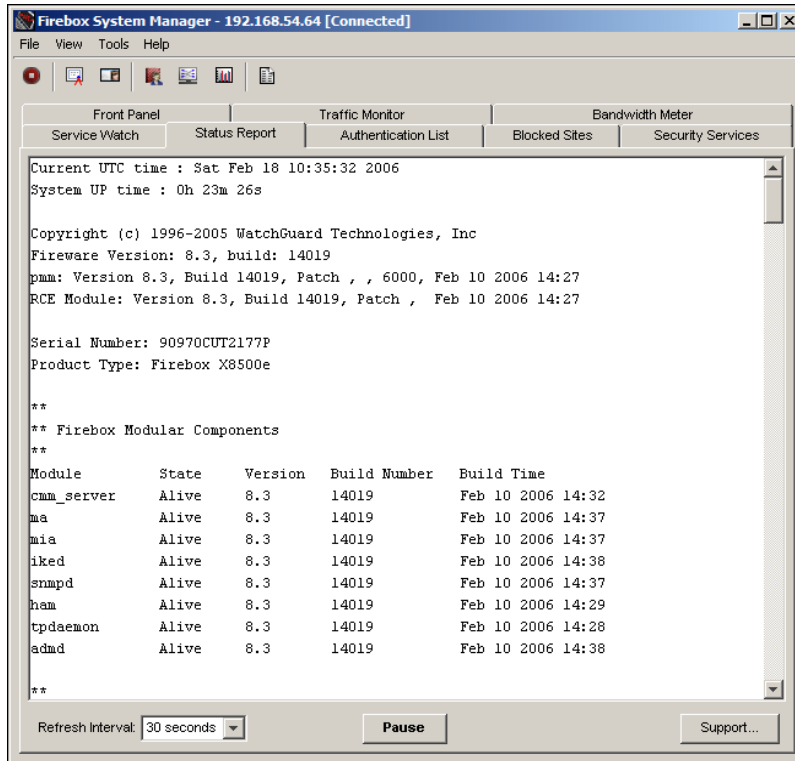 Firebox System Manager - 192.168.54.64 [Connected]
File View Tools Help
Front Panel Traffic Monitor Bandwidth Meter
Service Watch Status Report Authentication List Blocked Sites Security Services
Current UTC time : Sat Feb 18 10:35:32 2006
System UP time : 0h 23m 26s
Copyright (c) 1996-2005 WatchGuard Technologies, Inc
Fireware Version: 8.3, build: 14019
pmm: Version 8.3, Build 14019, Patch , , 6000, Feb 10 2006 14:27
RCE Module: Version 8.3, Build 14019, Patch ,  Feb 10 2006 14:27
Serial Number: 90970CUT2177P
Product Type: Firebox X8500e
**
** Firebox Modular Components
**
Module State Version Build Number Build Time
cmm_server Alive 8.3 14019 Feb 10 2006 14:32
ma Alive 8.3 14019 Feb 10 2006 14:37
mia Alive 8.3 14019 Feb 10 2006 14:37
iked Alive 8.3 14019 Feb 10 2006 14:38
snmpd Alive 8.3 14019 Feb 10 2006 14:37
ham Alive 8.3 14019 Feb 10 2006 14:29
tpdaemon Alive 8.3 14019 Feb 10 2006 14:28
admd Alive 8.3 14019 Feb 10 2006 14:38
**
Refresh Interval: 30 seconds Pause Support...